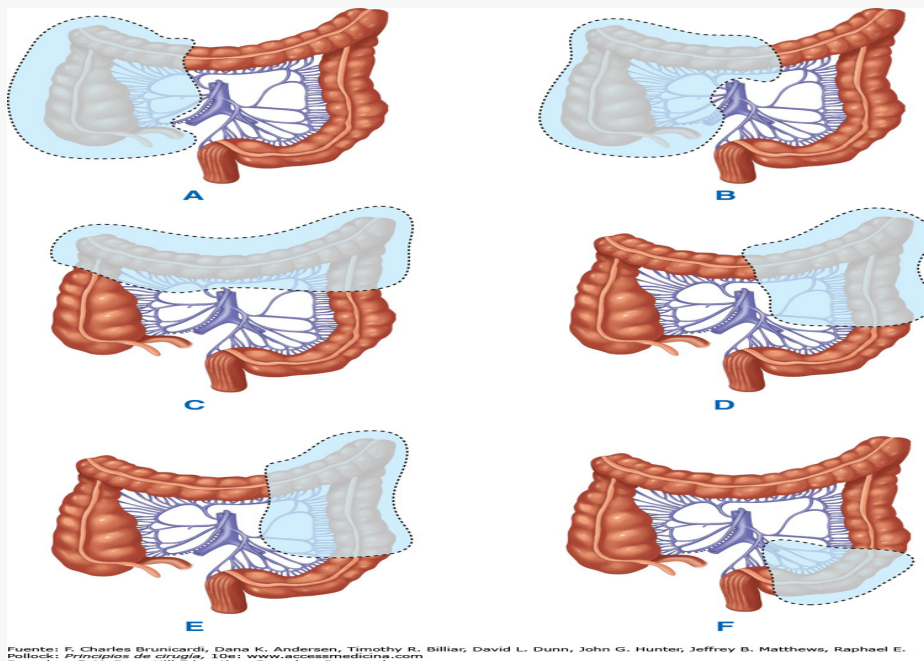 A
B
C
D
E
F
Fuente: F. Charles Brunicardi, Dana K. Andersen, Timothy R. Billiar, David L. Dunn, John G. Hunter, Jeffrey B. Matthews, Raphael E.
Pollock: Principios de cirugía, 10e: www.accessmedicina.com